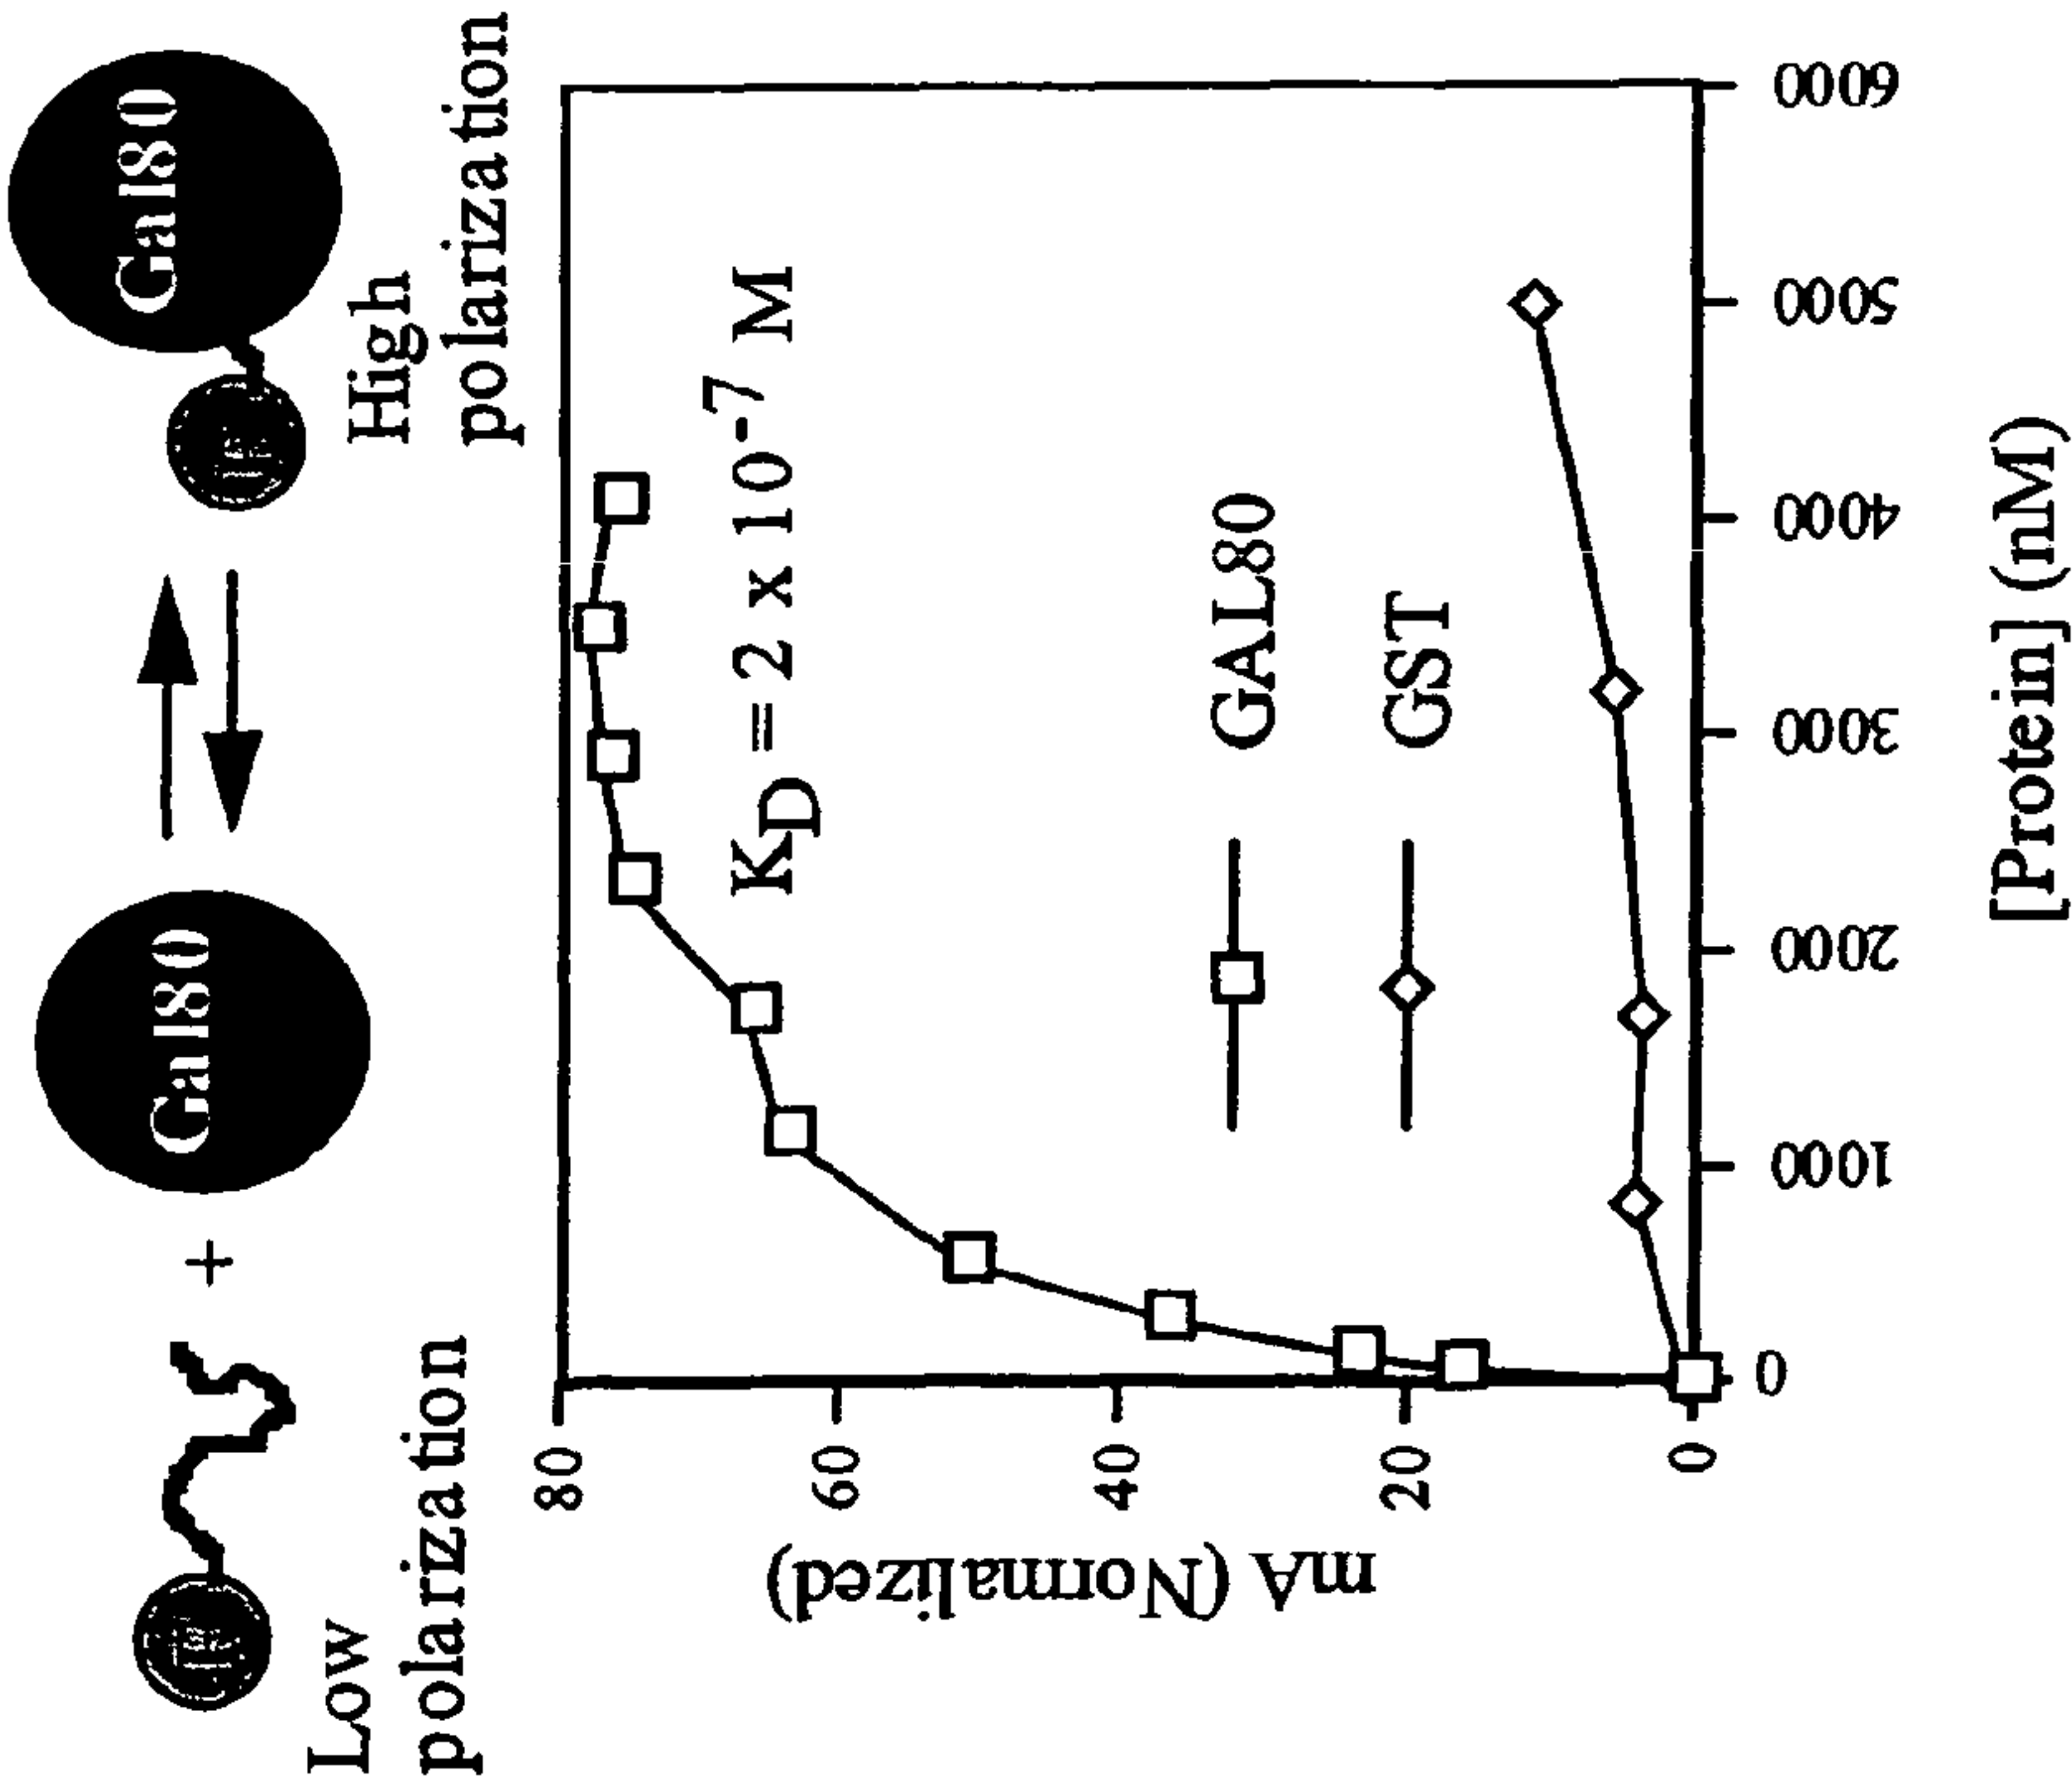 Gal80
+
Gal80
Low
polarization
High
polarization
80
60
40
20
0
mA (Normalized)
K_D = 2 x 10^-7 M
GAL80
GST
0
1000
2000
3000
4000
5000
6000
[Protein] (nM)